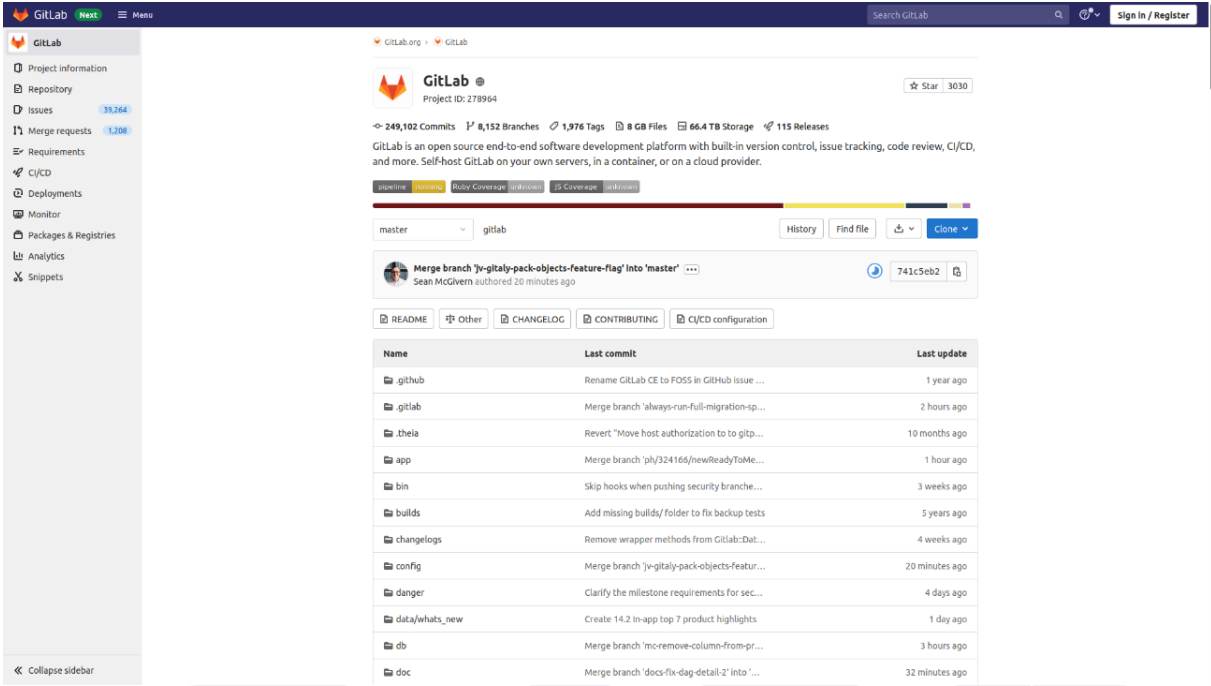 GitLab Next Menu Search GitLab Sign in / Register
GitLab
Project information
Repository
Issues 39,264
Merge requests 1,208
Requirements
CI/CD
Deployments
Monitor
Packages & Registries
Analytics
Snippets
Collapse sidebar
GitLab.org › GitLab
GitLab
Project ID: 278964
Star 3030
249,102 Commits 8,152 Branches 1,976 Tags 8 GB Files 66.4 TB Storage 115 Releases
GitLab is an open source end-to-end software development platform with built-in version control, issue tracking, code review, CI/CD,
and more. Self-host GitLab on your own servers, in a container, or on a cloud provider.
pipeline running Ruby Coverage unknown JS Coverage unknown
master gitlab History Find file Clone
Merge branch 'jv-gitaly-pack-objects-feature-flag' into 'master'
Sean McGivern authored 20 minutes ago
741c5eb2
README Other CHANGELOG CONTRIBUTING CI/CD configuration
Name Last commit Last update
.github Rename GitLab CE to FOSS in GitHub issue ... 1 year ago
.gitlab Merge branch 'always-run-full-migration-sp... 2 hours ago
.theia Revert "Move host authorization to to gitp... 10 months ago
app Merge branch 'ph/324166/newReadyToMe... 1 hour ago
bin Skip hooks when pushing security branche... 3 weeks ago
builds Add missing builds/ folder to fix backup tests 5 years ago
changelogs Remove wrapper methods from Gitlab::Dat... 4 weeks ago
config Merge branch 'jv-gitaly-pack-objects-featur... 20 minutes ago
danger Clarify the milestone requirements for sec... 4 days ago
data/whats_new Create 14.2 in-app top 7 product highlights 1 day ago
db Merge branch 'mc-remove-column-from-pr... 3 hours ago
doc Merge branch 'docs-fix-dag-detail-2' into '... 32 minutes ago